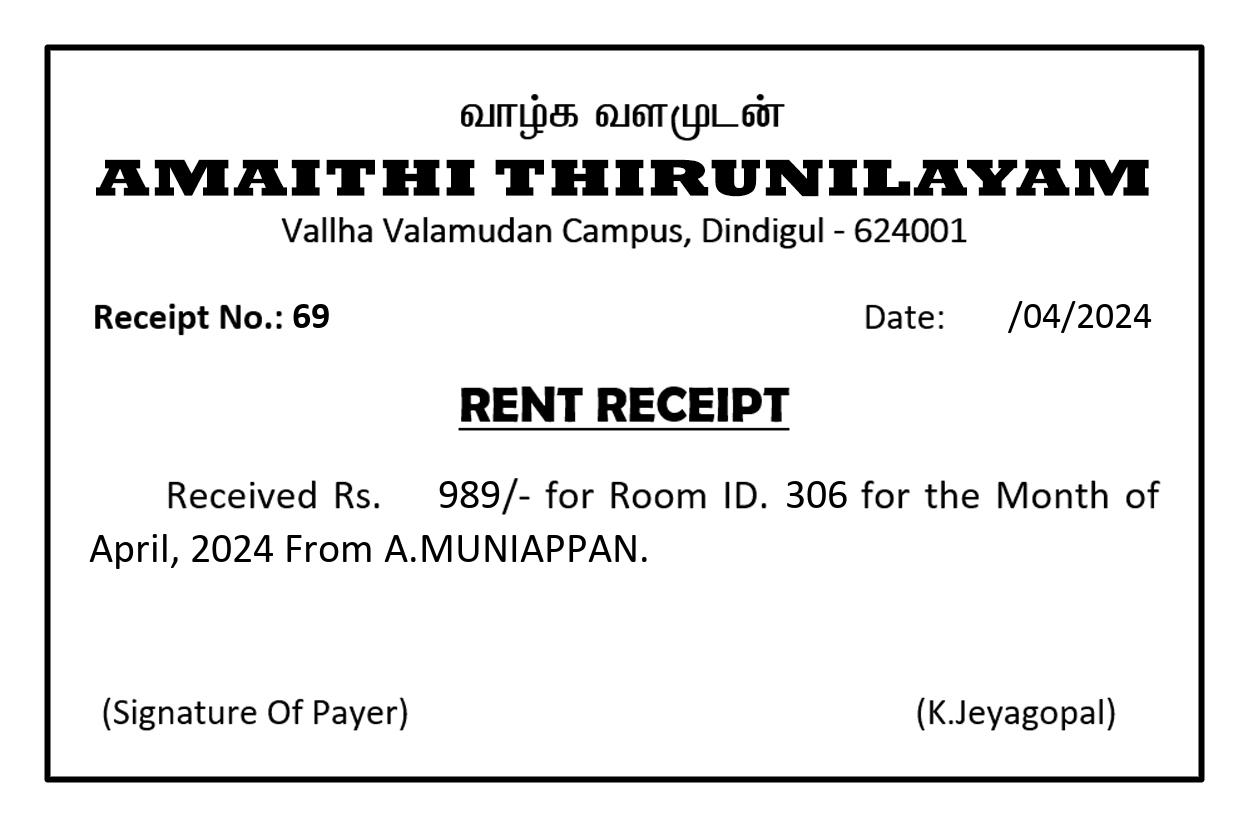 வாழ்க வளமுடன்
AMAITHI THIRUNILAYAM
Vallha Valamudan Campus, Dindigul - 624001
Receipt No.: 69 Date: /04/2024
RENT RECEIPT
Received Rs. 989/- for Room ID. 306 for the Month of
April, 2024 From A.MUNIAPPAN.
(Signature Of Payer) (K.Jeyagopal)